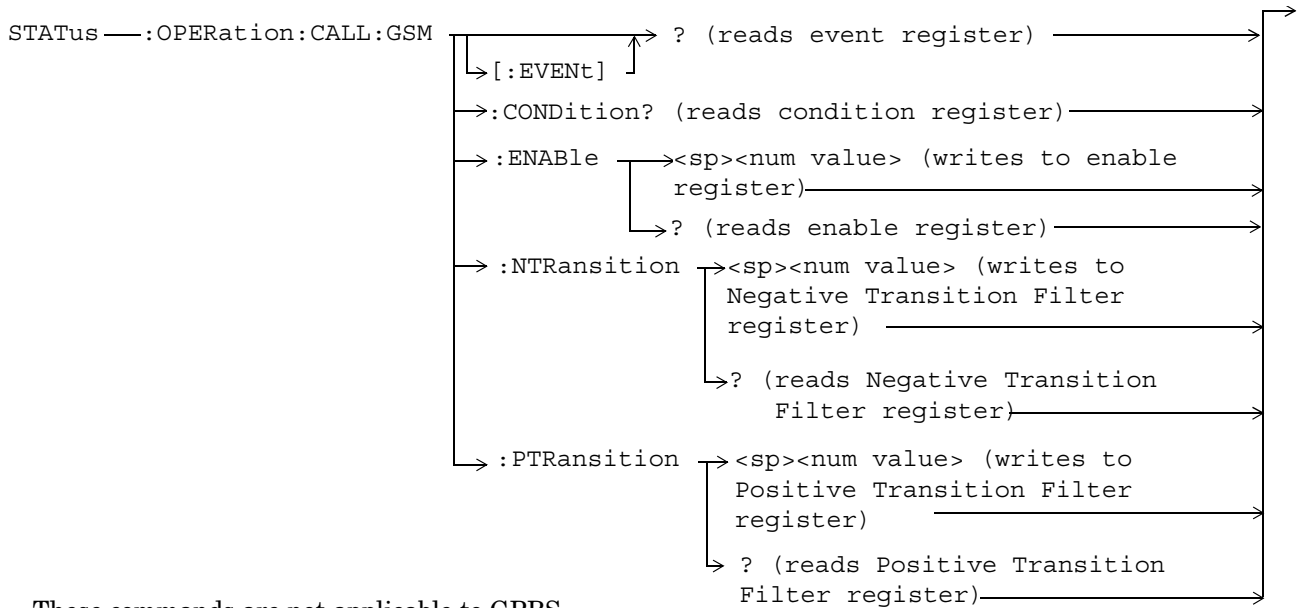 STATus :OPERation:CALL:GSM ? (reads event register)
[:EVENt]
:CONDition? (reads condition register)
:ENABle <sp><num value> (writes to enable
register)
? (reads enable register)
:NTRansition <sp><num value> (writes to
Negative Transition Filter
register)
? (reads Negative Transition
Filter register)
:PTRansition <sp><num value> (writes to
Positive Transition Filter
register)
? (reads Positive Transition
Filter register)
These commands are not applicable to GPRS